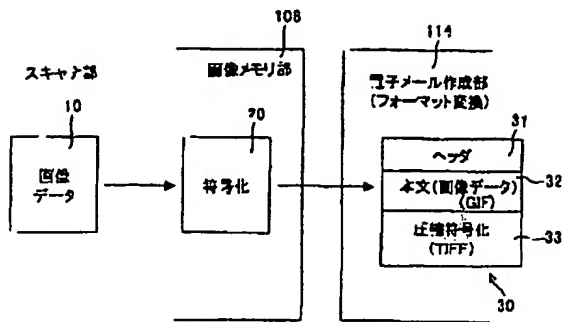 108
114
スキャナ部
画像メモリ部
電子メール作成部
(フォーマット変換)
10
20
31
画像
データ
符号化
ヘッダ
本文(画像データ)
(GIF)
32
圧縮符号化
(TIFF)
33
30